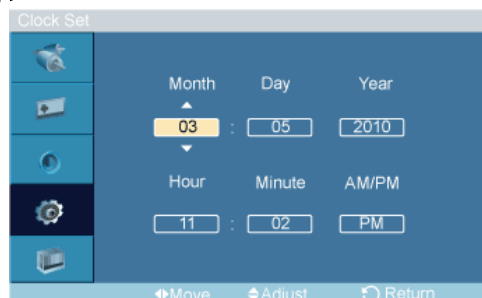 Clock Set
Month Day Year
03 : 05 2010
Hour Minute AM/PM
11 : 02 PM
Move Adjust Return